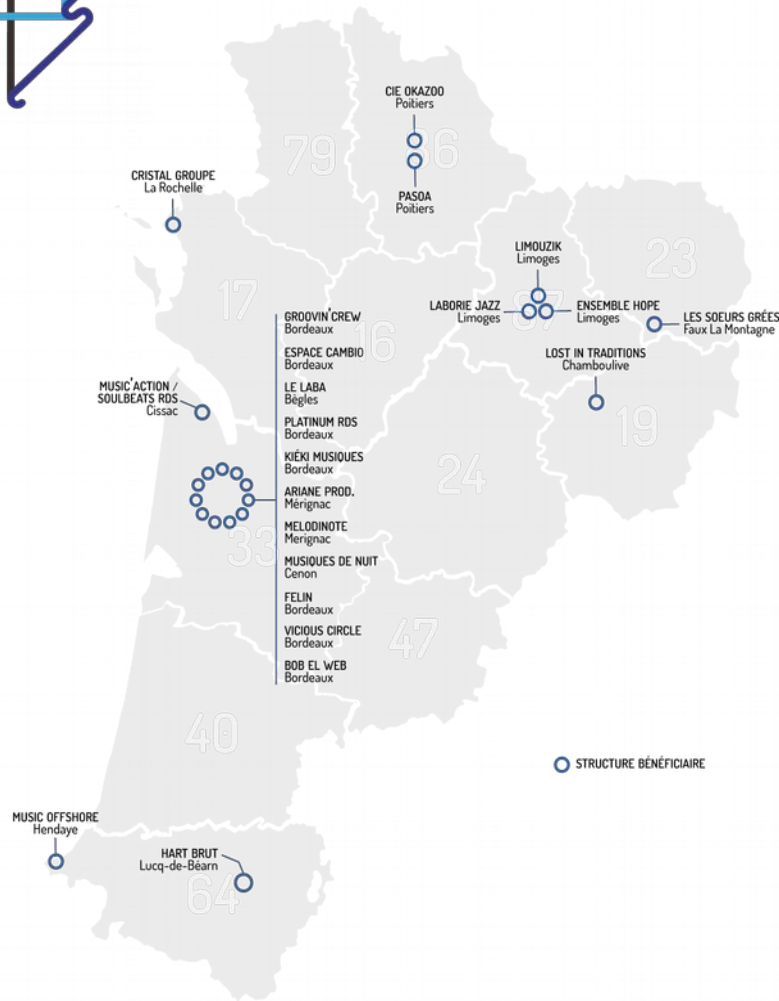 CIE OKAZOO
Poitiers
79
86
PASOA
Poitiers
CRISTAL GROUPE
La Rochelle
LIMOUZIK
Limoges
23
17
87
LABORIE JAZZ
Limoges
ENSEMBLE HOPE
Limoges
LES SOEURS GRÉES
Faux La Montagne
16
GROOVIN'CREW
Bordeaux
ESPACE CAMBIO
Bordeaux
LE LABA
Bègles
PLATINUM RDS
Bordeaux
KIÉKI MUSIQUES
Bordeaux
ARIANE PROD.
Mérignac
MELODINOTE
Merignac
MUSIQUES DE NUIT
Cenon
FELIN
Bordeaux
VICIOUS CIRCLE
Bordeaux
BOB EL WEB
Bordeaux
LOST IN TRADITIONS
Chamboulive
19
MUSIC'ACTION /
SOULBEATS RDS
Cissac
24
33
47
40
STRUCTURE BÉNÉFICIAIRE
MUSIC OFFSHORE
Hendaye
HART BRUT
Lucq-de-Béarn
64